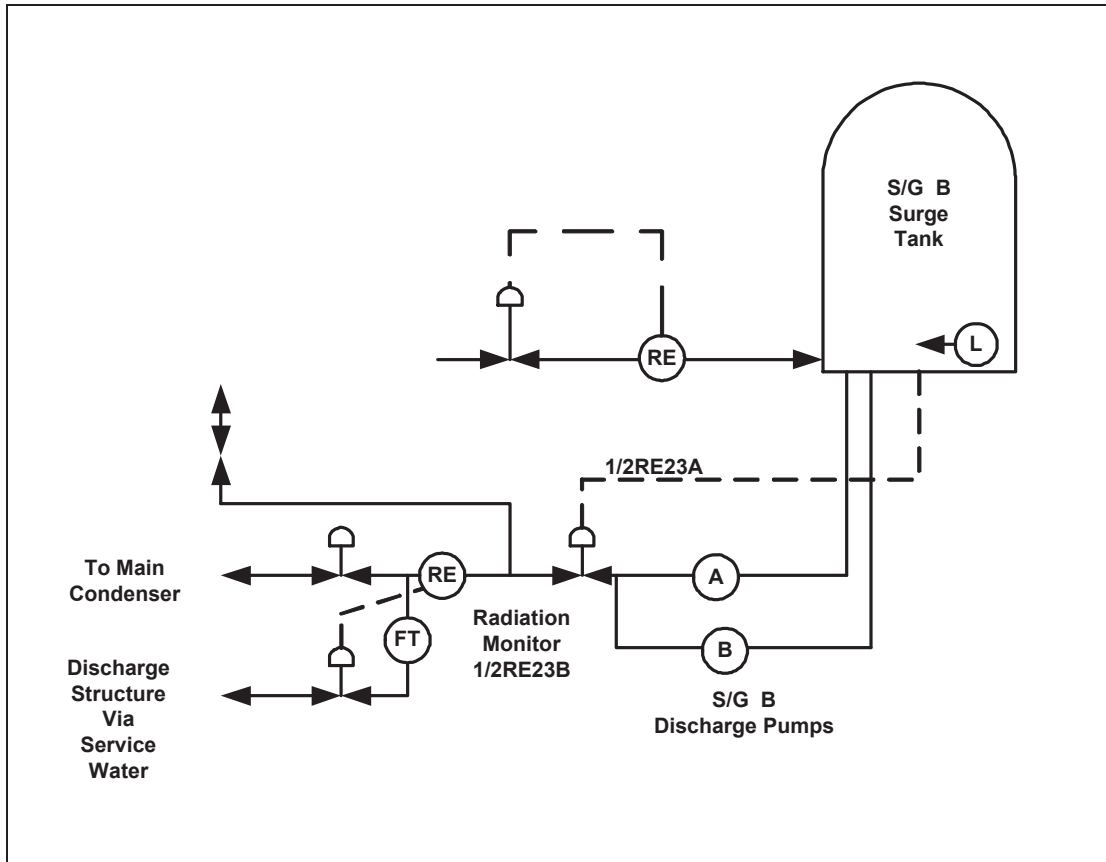 S/G B
Surge
Tank
L
RE
1/2RE23A
To Main
Condenser
RE
A
Radiation
Monitor
1/2RE23B
FT
B
Discharge
Structure
Via
Service
Water
S/G B
Discharge Pumps